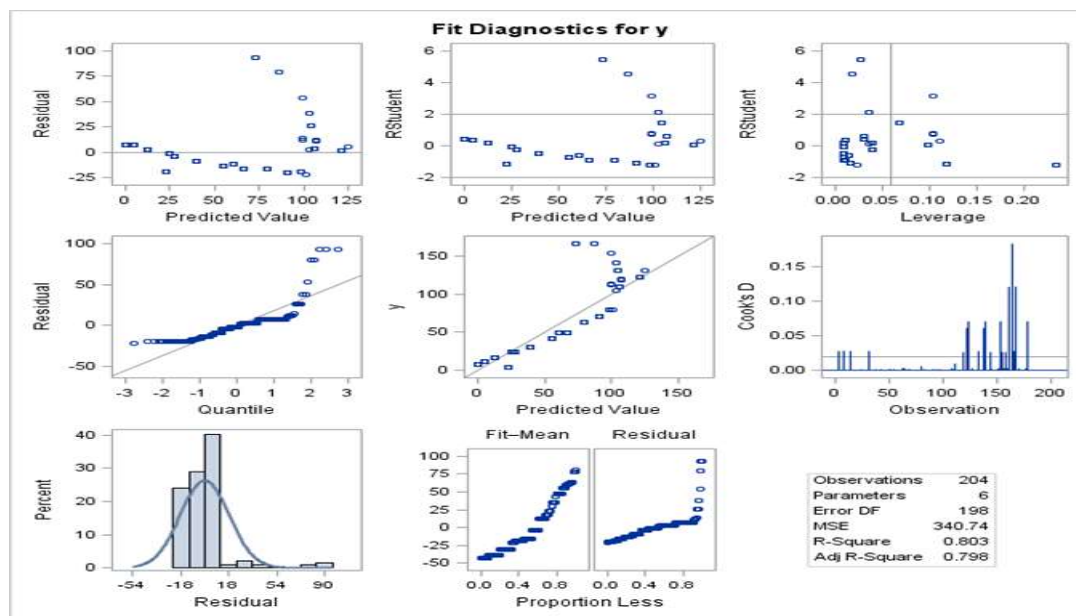 Fit Diagnostics for y
Residual
100
75
50
25
0
-25
0 25 50 75 100 125
Predicted Value
RStudent
6
4
2
0
-2
0 25 50 75 100 125
Predicted Value
RStudent
6
4
2
0
-2
0.00 0.05 0.10 0.15 0.20
Leverage
Residual
100
50
0
-50
-3 -2 -1 0 1 2 3
Quantile
y
150
100
50
0
0 50 100 150
Predicted Value
Cook's D
0.15
0.10
0.05
0.00
0 50 100 150 200
Observation
Percent
40
30
20
10
0
-54 -18 18 54 90
Residual
Fit–Mean Residual
100
75
50
25
0
-25
-50
0.0 0.4 0.8 0.0 0.4 0.8
Proportion Less
Observations 204
Parameters 6
Error DF 198
MSE 340.74
R-Square 0.803
Adj R-Square 0.798